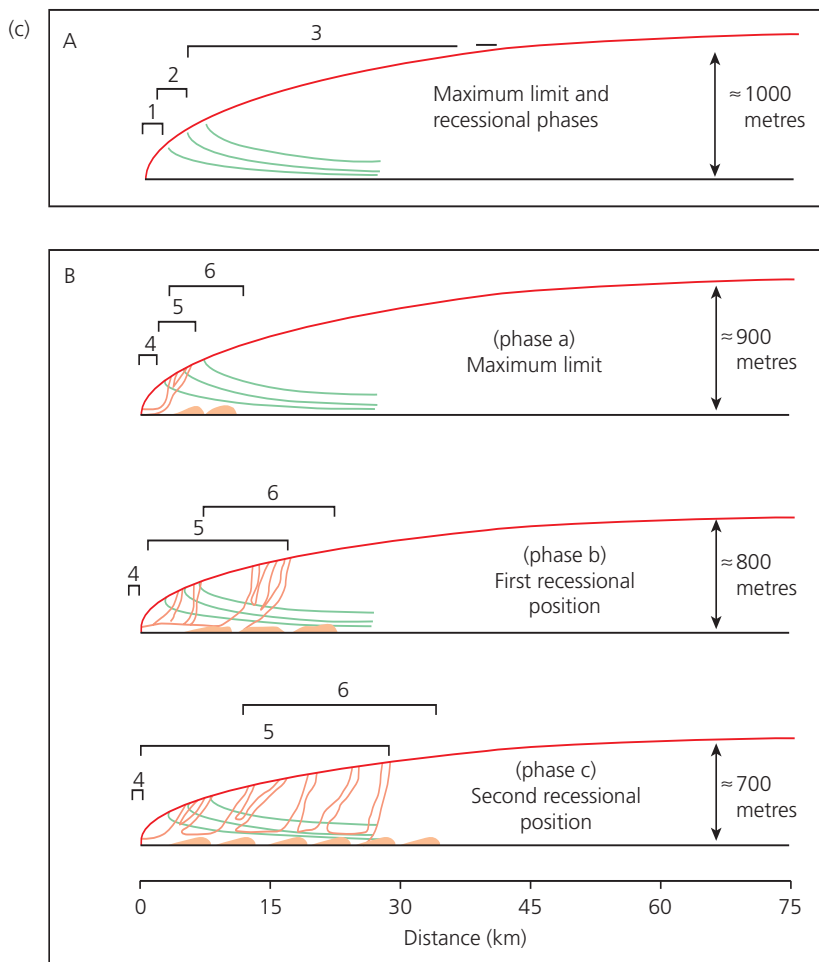 (c)
A
3
2
1
Maximum limit and
recessional phases
≈ 1000
metres
B
6
5
4
(phase a)
Maximum limit
≈ 900
metres
6
5
4
(phase b)
First recessional
position
≈ 800
metres
6
5
4
(phase c)
Second recessional
position
≈ 700
metres
0 15 30 45 60 75
Distance (km)